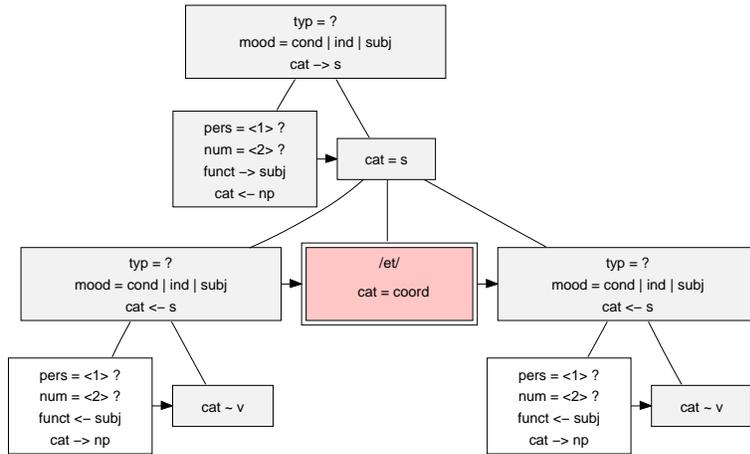 typ = ?
mood = cond | ind | subj
cat −> s
pers = <1> ?
num = <2> ?
funct −> subj
cat <− np
cat = s
typ = ?
mood = cond | ind | subj
cat <− s
/et/
cat = coord
typ = ?
mood = cond | ind | subj
cat <− s
pers = <1> ?
num = <2> ?
funct <− subj
cat −> np
cat ~ v
pers = <1> ?
num = <2> ?
funct <− subj
cat −> np
cat ~ v